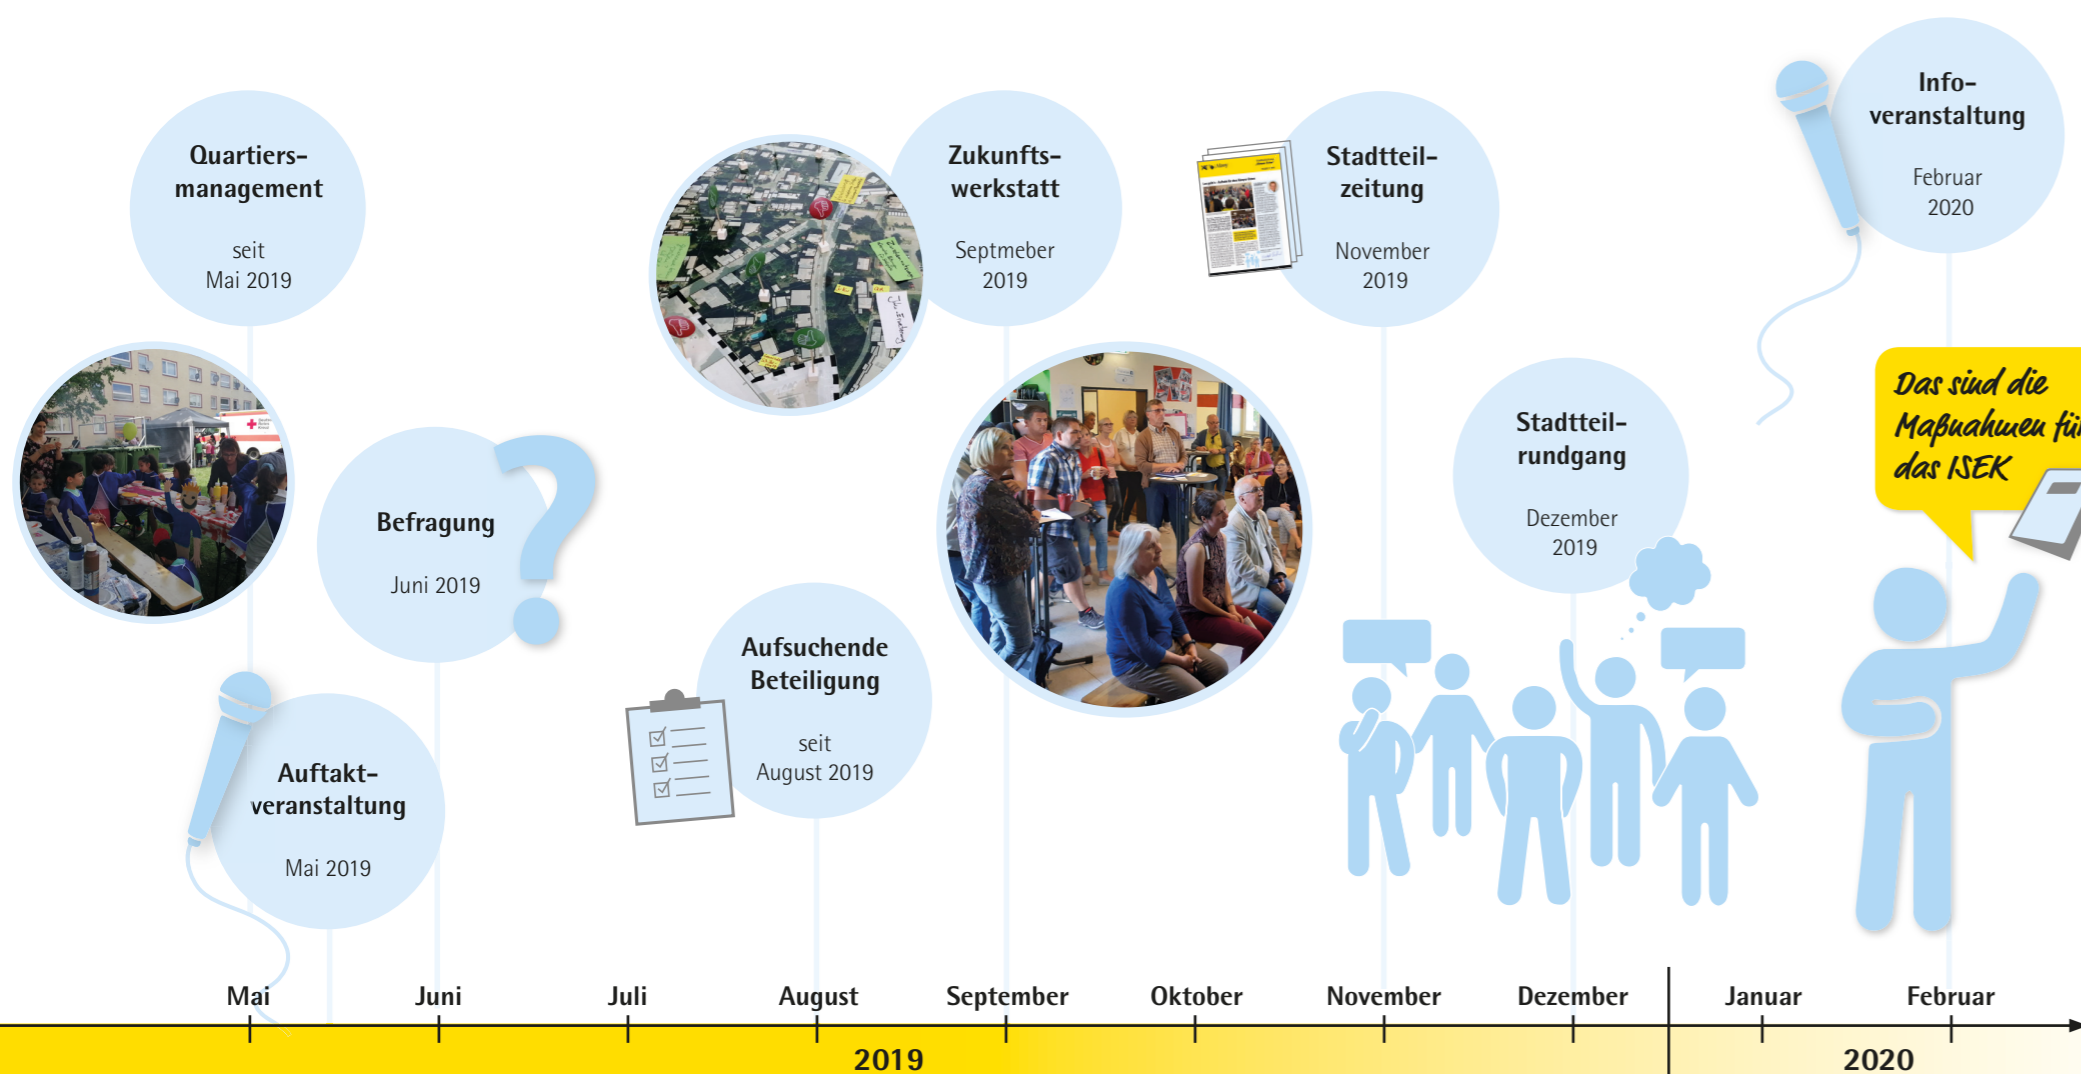 Quartiers-
management
seit
Mai 2019
Befragung
Juni 2019
Auftakt-
veranstaltung
Mai 2019
Aufsuchende
Beteiligung
seit
August 2019
Zukunfts-
werkstatt
Septmeber
2019
Stadtteil-
zeitung
November
2019
Stadtteil-
rundgang
Dezember
2019
Info-
veranstaltung
Februar
2020
Das sind die
Maßnahmen für
das ISEK
Mai Juni Juli August September Oktober November Dezember Januar Februar
2019 2020